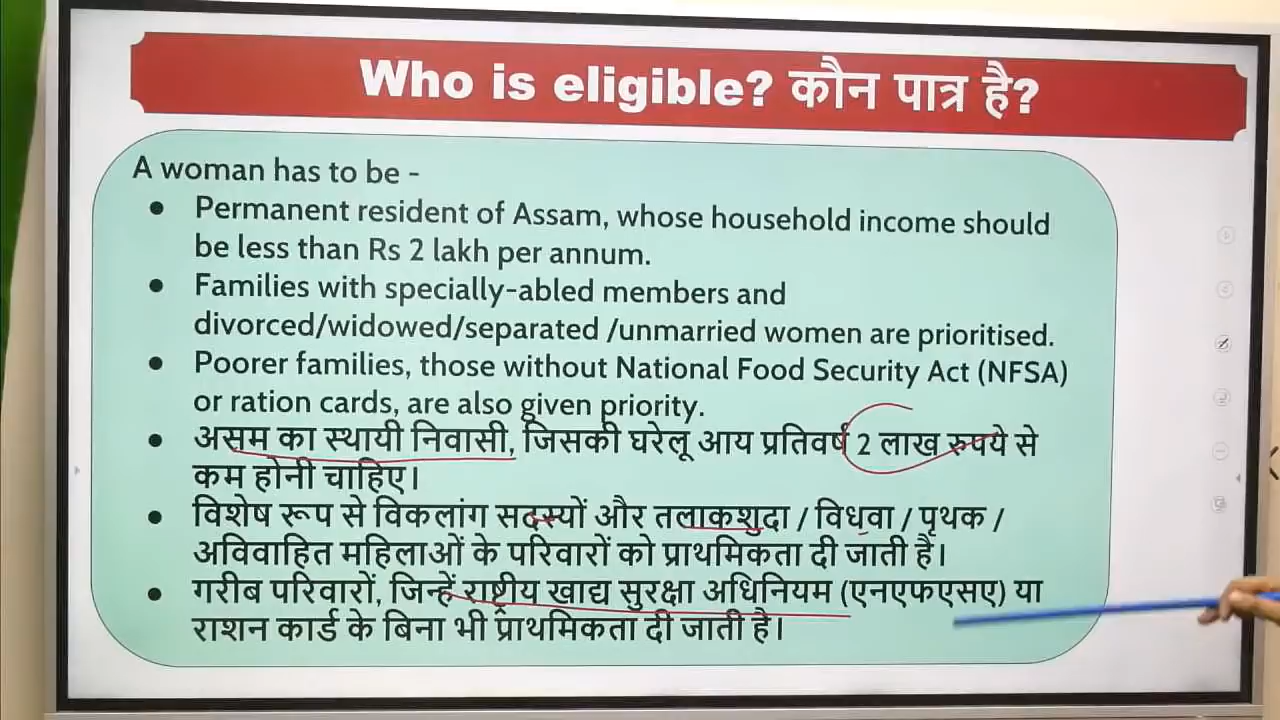 Who is eligible? कौन पात्र है?
A woman has to be -
● Permanent resident of Assam, whose household income should
be less than Rs 2 lakh per annum.
● Families with specially-abled members and
divorced/widowed/separated /unmarried women are prioritised.
● Poorer families, those without National Food Security Act (NFSA)
or ration cards, are also given priority.
● असम का स्थायी निवासी, जिसकी घरेलू आय प्रतिवर्ष 2 लाख रुपये से
कम होनी चाहिए।
● विशेष रूप से विकलांग सदस्यों और तलाकशुदा / विधवा / पृथक /
अविवाहित महिलाओं के परिवारों को प्राथमिकता दी जाती है।
● गरीब परिवारों, जिन्हें राष्ट्रीय खाद्य सुरक्षा अधिनियम (एनएफएसए) या
राशन कार्ड के बिना भी प्राथमिकता दी जाती है।